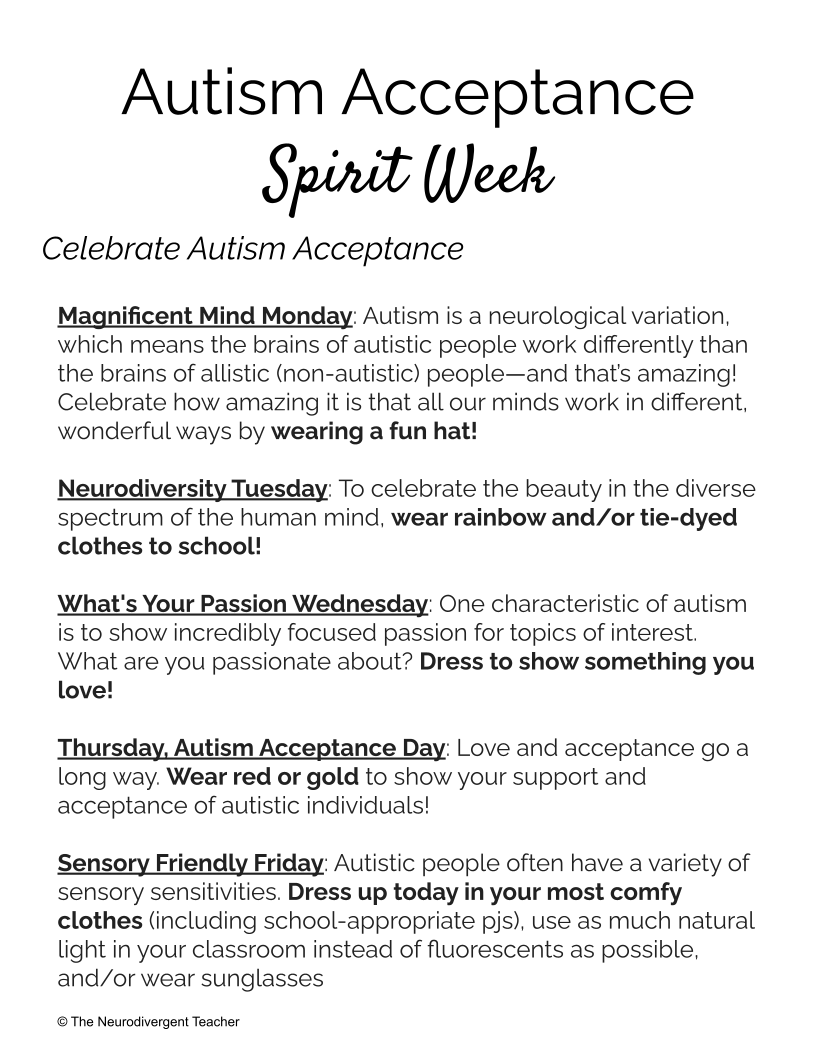 Autism Acceptance
Spirit Week
Celebrate Autism Acceptance
Magnificent Mind Monday: Autism is a neurological variation,
which means the brains of autistic people work differently than
the brains of allistic (non-autistic) people—and that's amazing!
Celebrate how amazing it is that all our minds work in different,
wonderful ways by wearing a fun hat!
Neurodiversity Tuesday: To celebrate the beauty in the diverse
spectrum of the human mind, wear rainbow and/or tie-dyed
clothes to school!
What's Your Passion Wednesday: One characteristic of autism
is to show incredibly focused passion for topics of interest.
What are you passionate about? Dress to show something you
love!
Thursday, Autism Acceptance Day: Love and acceptance go a
long way. Wear red or gold to show your support and
acceptance of autistic individuals!
Sensory Friendly Friday: Autistic people often have a variety of
sensory sensitivities. Dress up today in your most comfy
clothes (including school-appropriate pjs), use as much natural
light in your classroom instead of fluorescents as possible,
and/or wear sunglasses
© The Neurodivergent Teacher